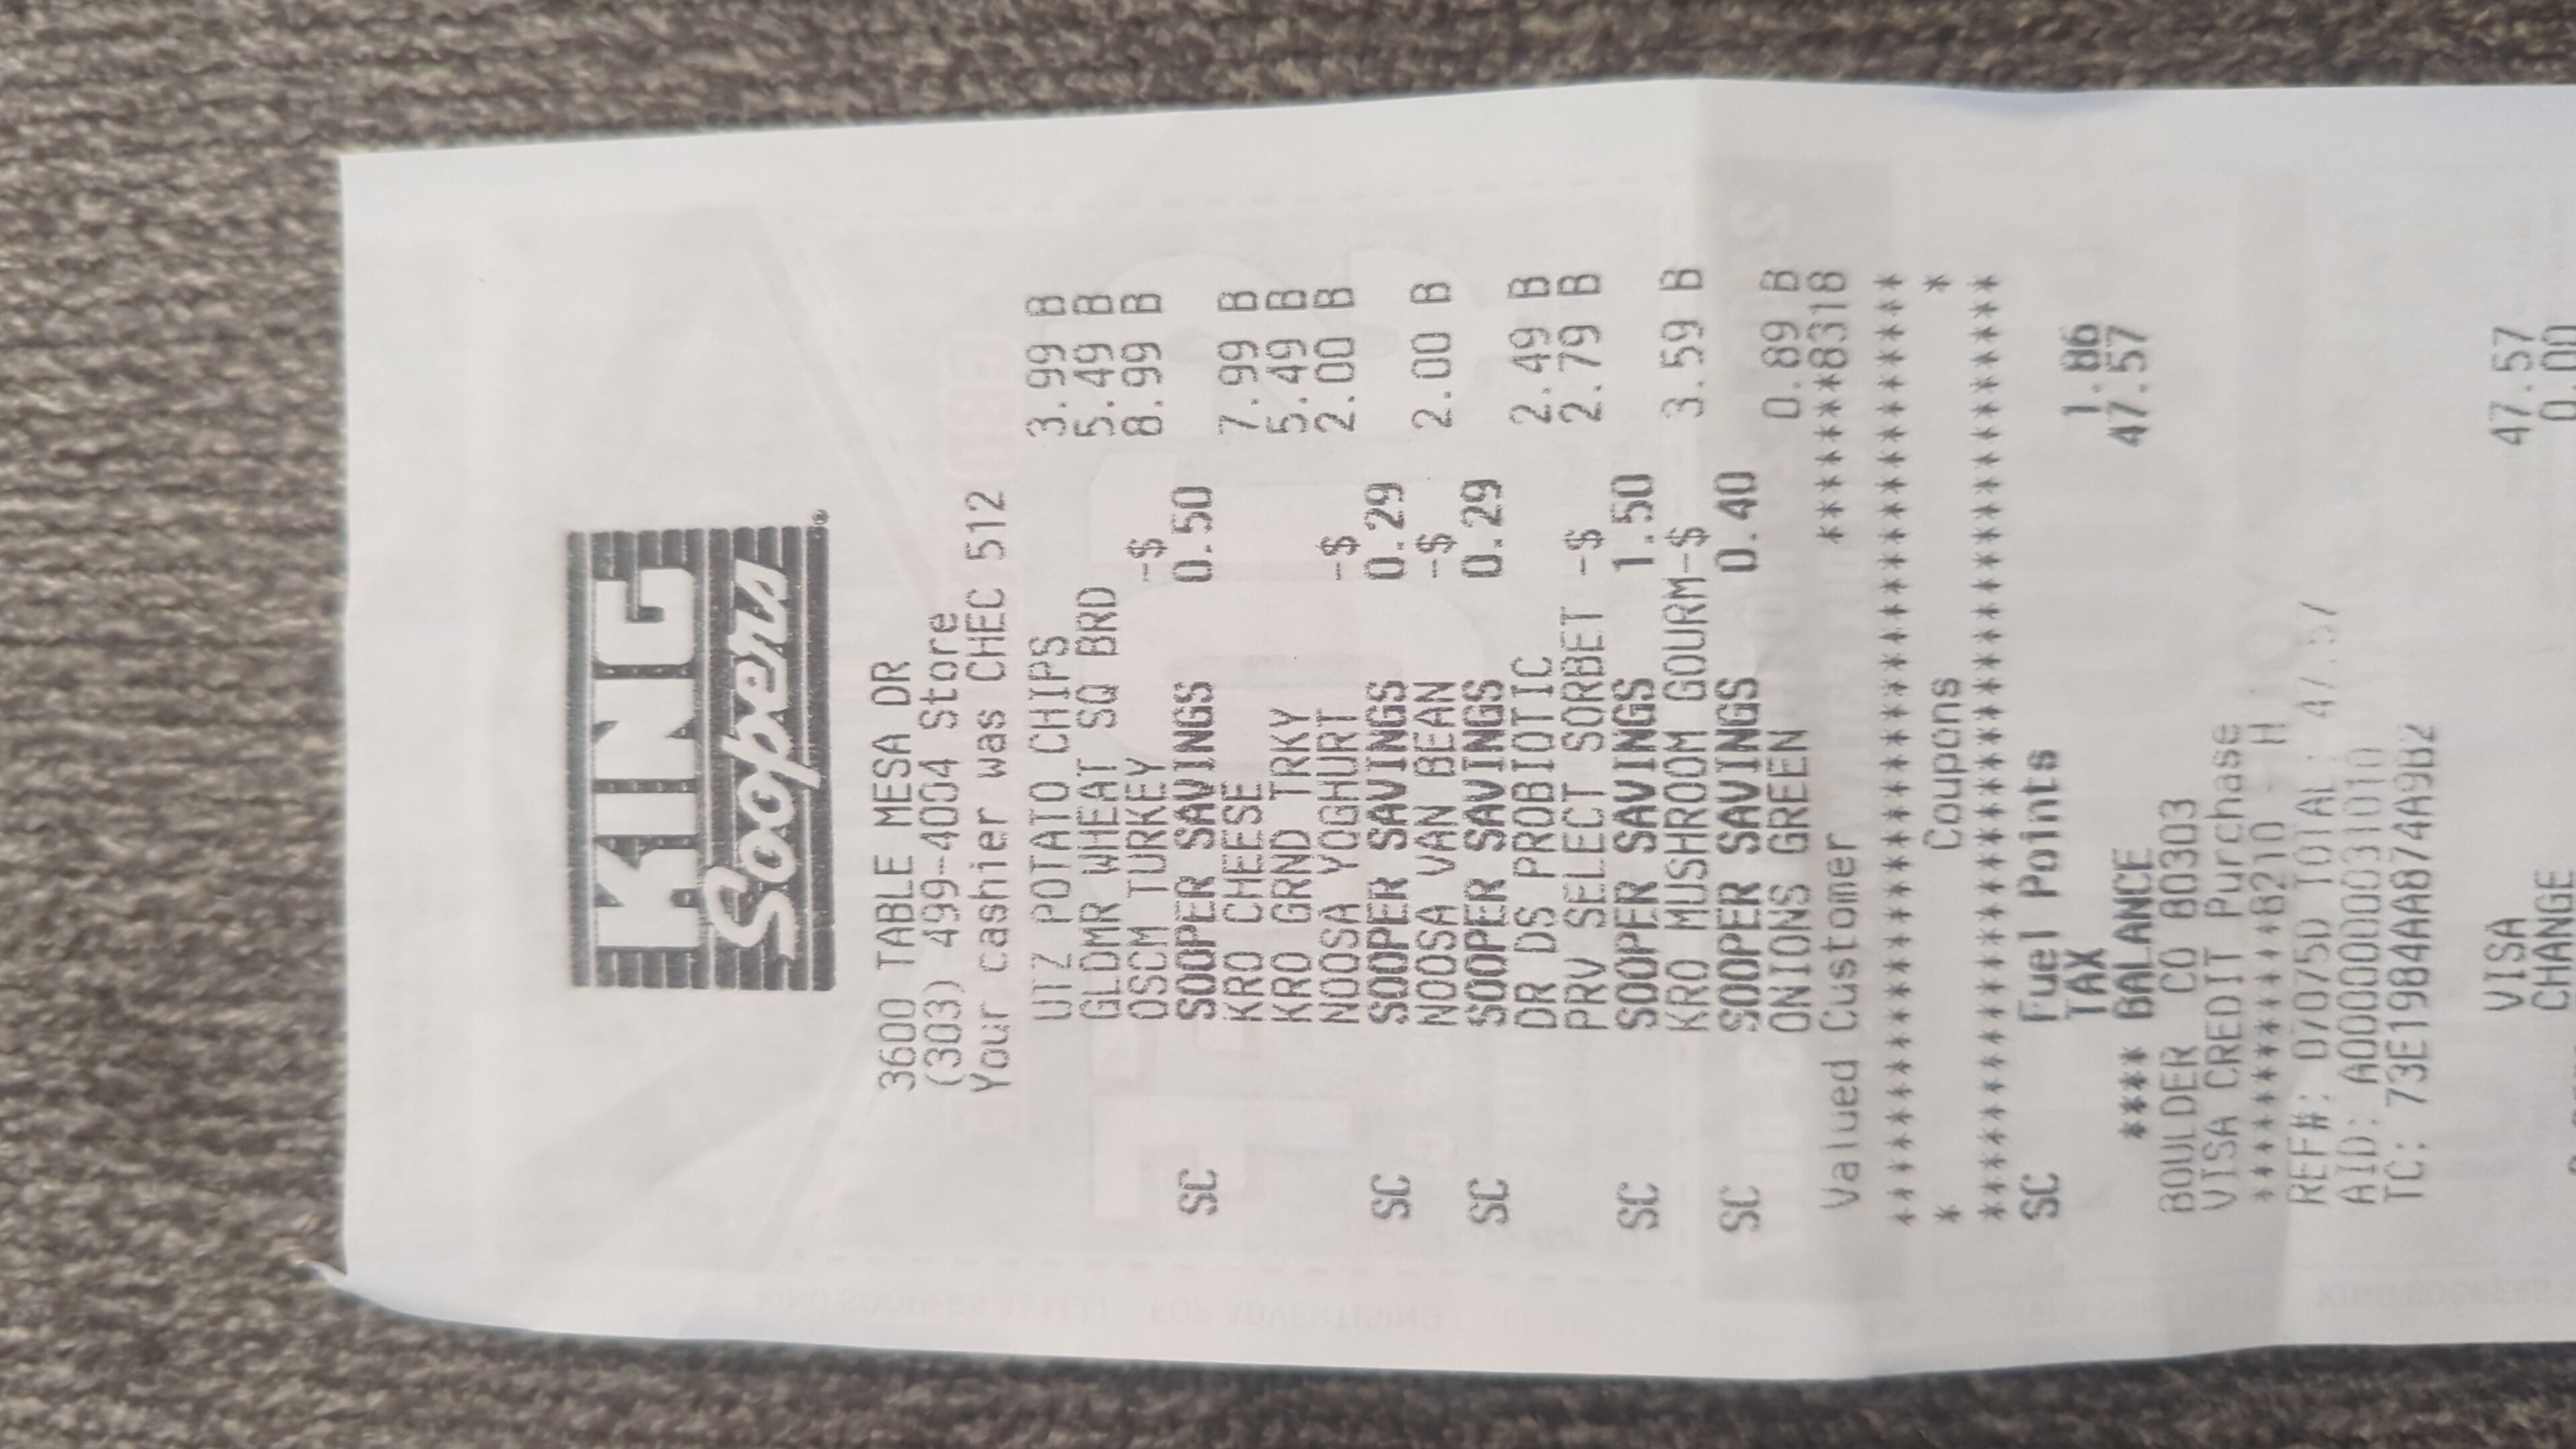 KING
Soopers
3600 TABLE MESA DR
(303) 499-4004 Store
Your cashier was CHEC 512
UTZ POTATO CHIPS 3.99 B
GLDMR WHEAT SQ BRD 5.49 B
OSCM TURKEY -$ 8.99 B
SC SOOPER SAVINGS 0.50
KRO CHEESE 7.99 B
KRO GRND TRKY 5.49 B
NOOSA YOGHURT -$ 2.00 B
SC SOOPER SAVINGS 0.29
NOOSA VAN BEAN -$ 2.00 B
SC SOOPER SAVINGS 0.29
DR DS PROBIOTIC 2.49 B
PRV SELECT SORBET -$ 2.79 B
SC SOOPER SAVINGS 1.50
KRO MUSHROOM GOURM-$ 3.59 B
SC SOOPER SAVINGS 0.40
ONIONS GREEN 0.89 B
Valued Customer *******8318
**************************************
* Coupons *
**************************************
SC Fuel Points
TAX 1.86
**** BALANCE 47.57
BOULDER CO 80303
VISA CREDIT Purchase
************8210 - H
REF#: 07075D TOTAL: 47.57
AID: A0000000031010
TC: 73E1984AA874A9B2
VISA 47.57
CHANGE 0.00